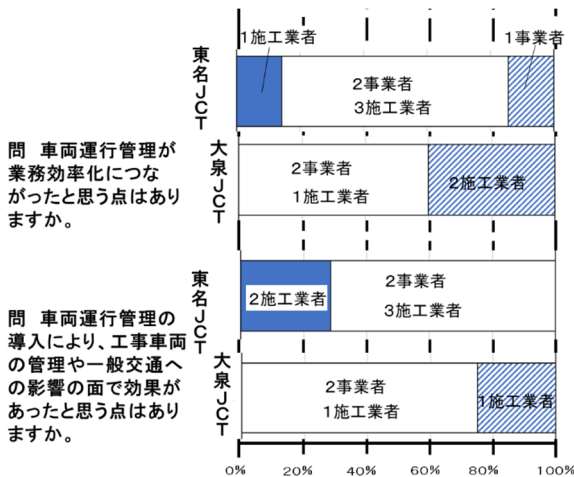 1施工業者
1事業者
東名JCT
2事業者
3施工業者
問 車両運行管理が
業務効率化につな
がったと思う点はあり
ますか。
大泉JCT
2事業者
1施工業者
2施工業者
東名JCT
2施工業者
2事業者
3施工業者
問 車両運行管理の
導入により、工事車両
の管理や一般交通へ
の影響の面で効果が
あったと思う点はあり
ますか。
大泉JCT
2事業者
1施工業者
1施工業者
0% 20% 40% 60% 80% 100%